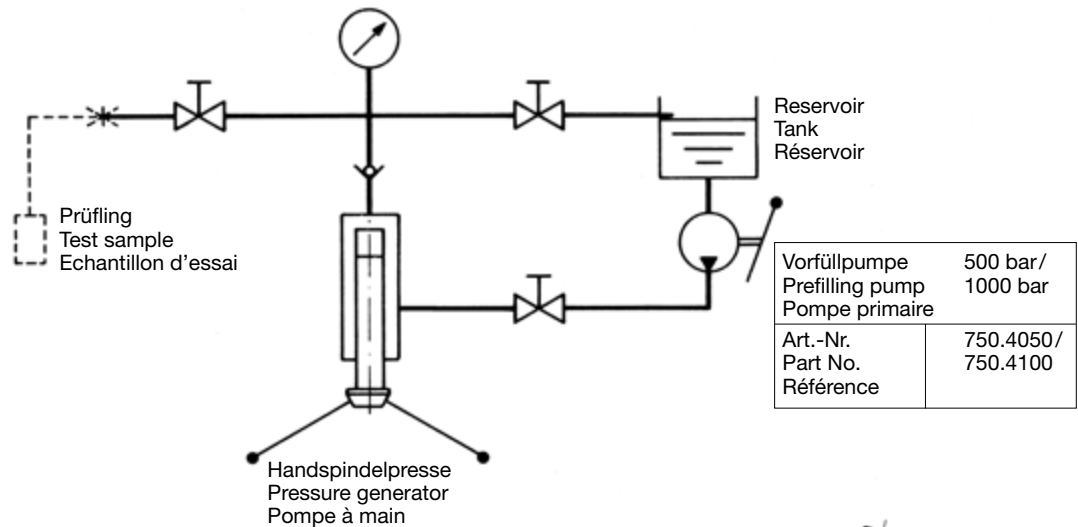 Reservoir
Tank
Réservoir
Prüfling
Test sample
Echantillon d'essai
Vorfüllpumpe 500 bar/
Prefilling pump 1000 bar
Pompe primaire
Art.-Nr. 750.4050/
Part No. 750.4100
Référence
Handspindelpresse
Pressure generator
Pompe à main